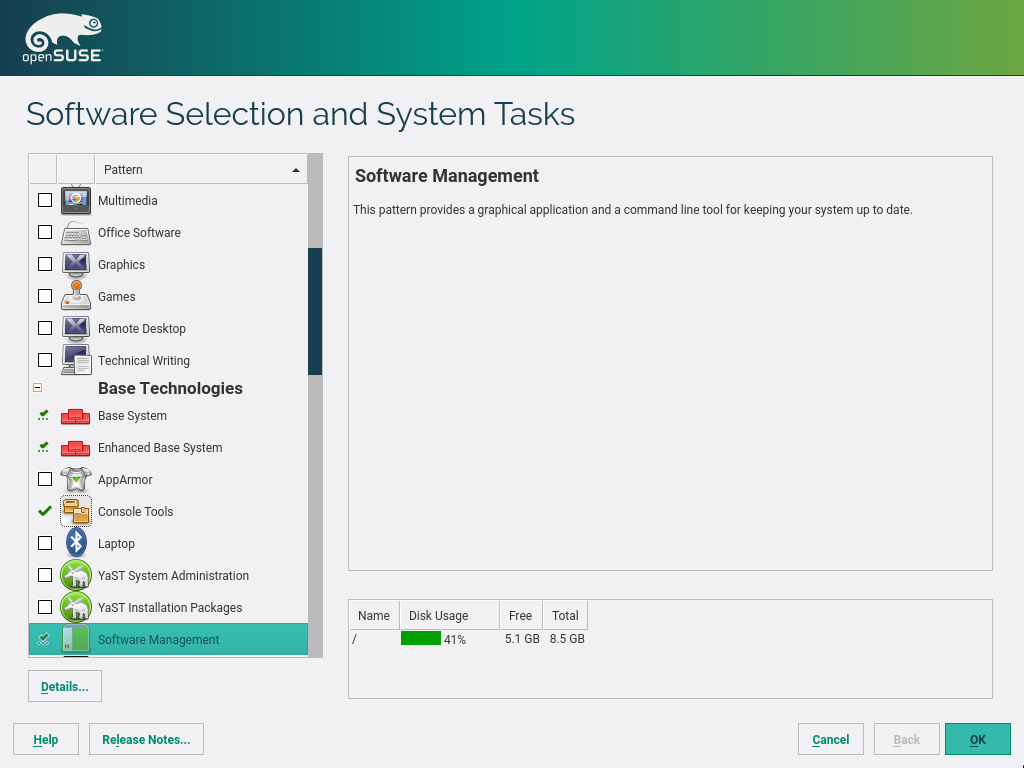 openSUSE
Software Selection and System Tasks
Pattern
Multimedia
Office Software
Graphics
Games
Remote Desktop
Technical Writing
Base Technologies
Base System
Enhanced Base System
AppArmor
Console Tools
Laptop
YaST System Administration
YaST Installation Packages
Software Management
Software Management
This pattern provides a graphical application and a command line tool for keeping your system up to date.
Name Disk Usage Free Total
/ 41% 5.1 GB 8.5 GB
Details...
Help Release Notes... Cancel Back OK